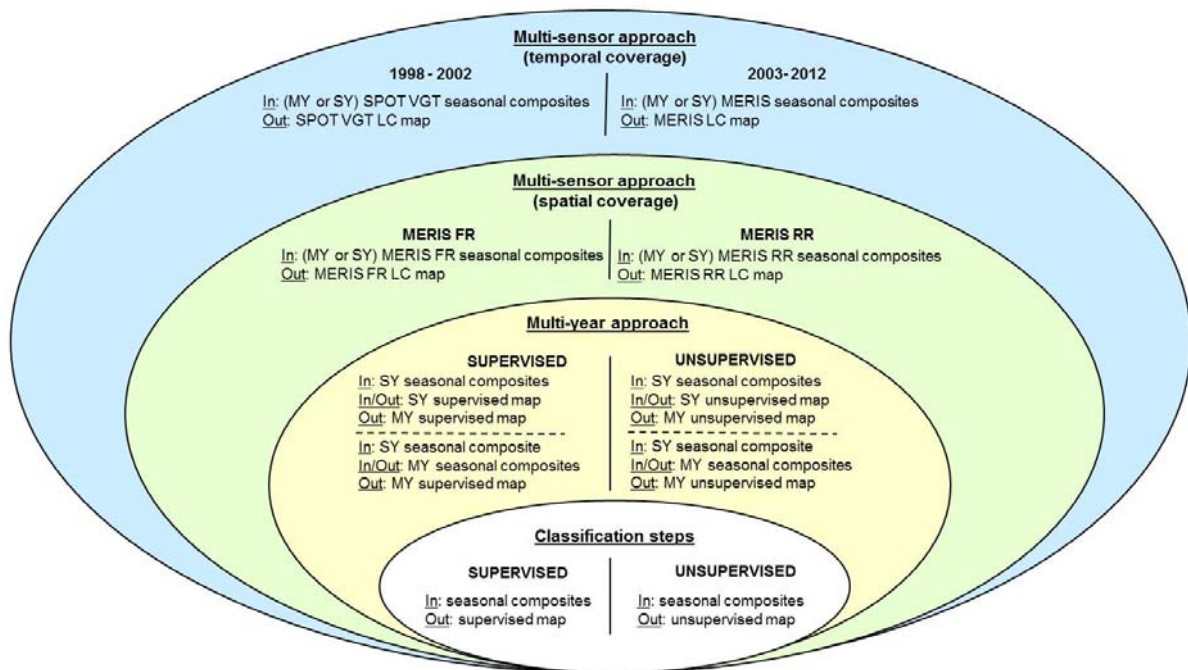 Multi-sensor approach
(temporal coverage)
1998 - 2002
In: (MY or SY) SPOT VGT seasonal composites
Out: SPOT VGT LC map
2003- 2012
In: (MY or SY) MERIS seasonal composites
Out: MERIS LC map
Multi-sensor approach
(spatial coverage)
MERIS FR
In: (MY or SY) MERIS FR seasonal composites
Out: MERIS FR LC map
MERIS RR
In: (MY or SY) MERIS RR seasonal composites
Out: MERIS RR LC map
Multi-year approach
SUPERVISED
In: SY seasonal composites
In/Out: SY supervised map
Out: MY supervised map
In: SY seasonal composite
In/Out: MY seasonal composites
Out: MY supervised map
UNSUPERVISED
In: SY seasonal composites
In/Out: SY unsupervised map
Out: MY unsupervised map
In: SY seasonal composite
In/Out: MY seasonal composites
Out: MY unsupervised map
Classification steps
SUPERVISED
In: seasonal composites
Out: supervised map
UNSUPERVISED
In: seasonal composites
Out: unsupervised map